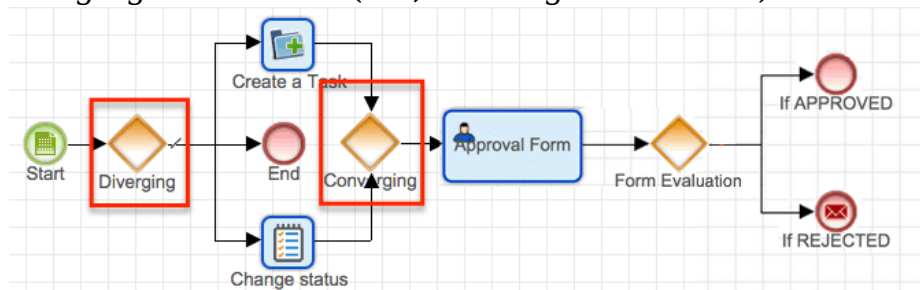 Create a Task
If APPROVED
Start
Diverging
End
Converging
Approval Form
Form Evaluation
If REJECTED
Change status